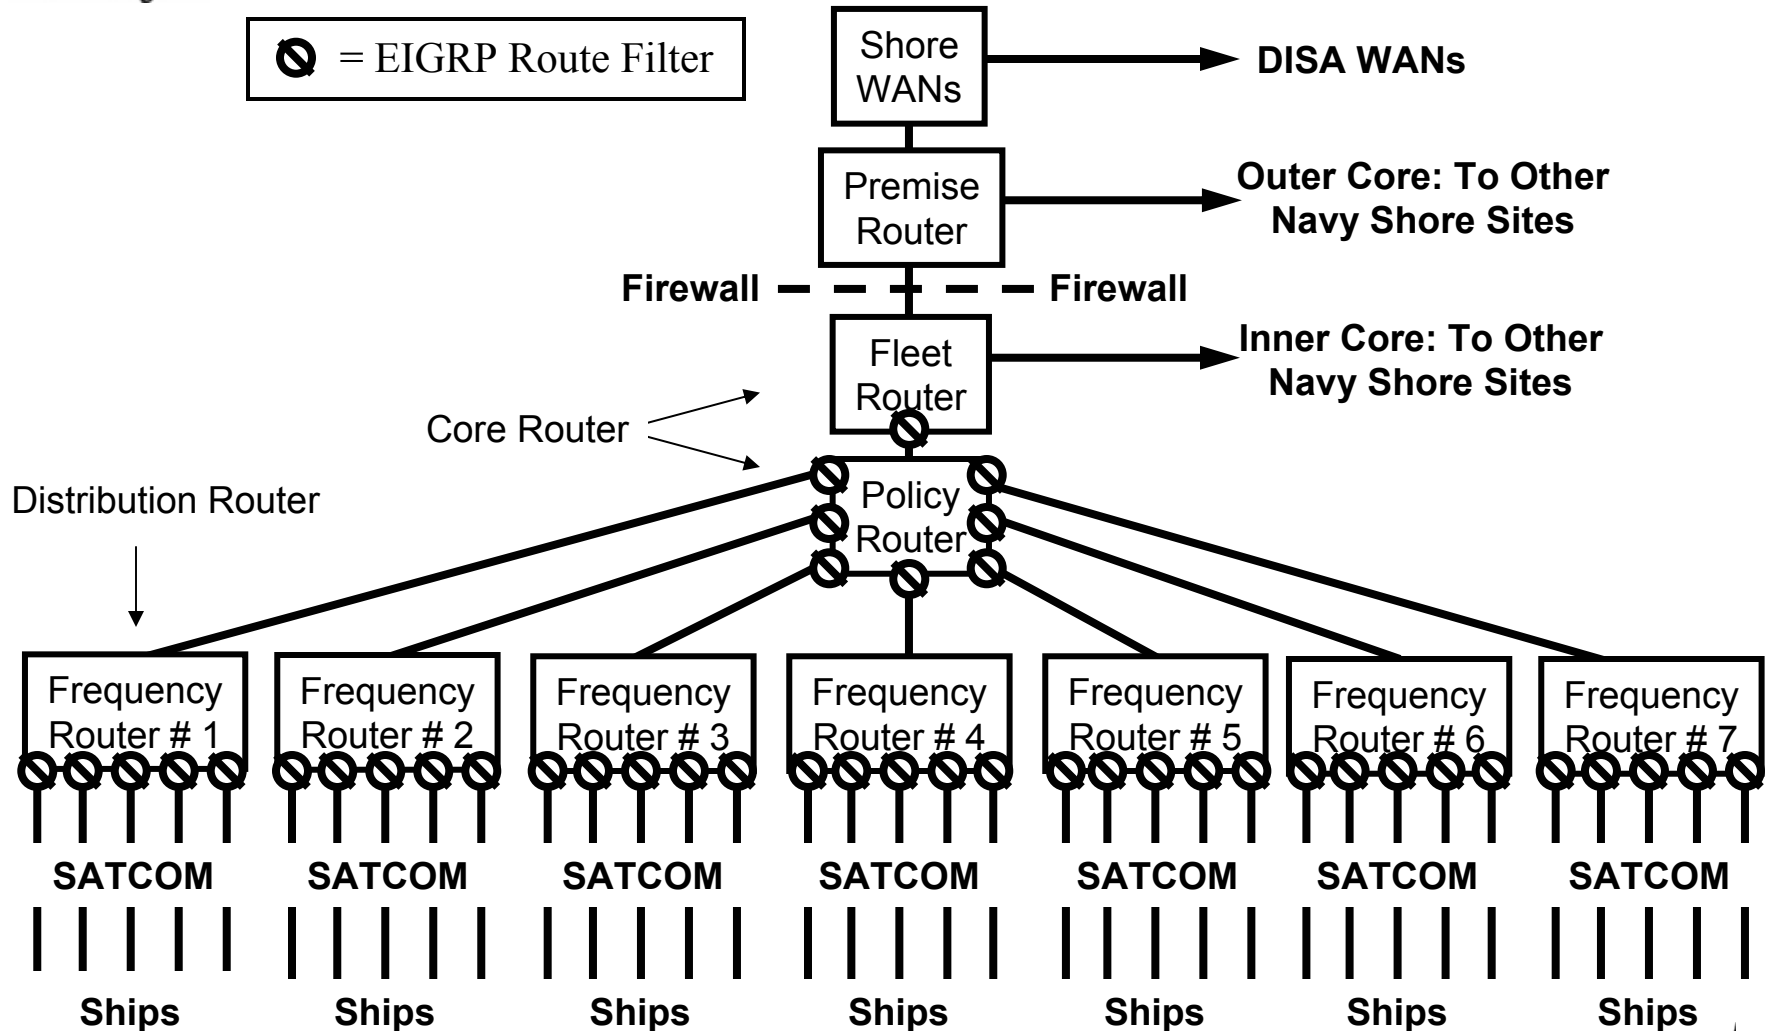 = EIGRP Route Filter
Shore
WANs
DISA WANs
Premise
Router
Outer Core: To Other
Navy Shore Sites
Firewall
Firewall
Fleet
Router
Inner Core: To Other
Navy Shore Sites
Core Router
Policy
Router
Distribution Router
Frequency
Router # 1
Frequency
Router # 2
Frequency
Router # 3
Frequency
Router # 4
Frequency
Router # 5
Frequency
Router # 6
Frequency
Router # 7
SATCOM
SATCOM
SATCOM
SATCOM
SATCOM
SATCOM
SATCOM
Ships
Ships
Ships
Ships
Ships
Ships
Ships